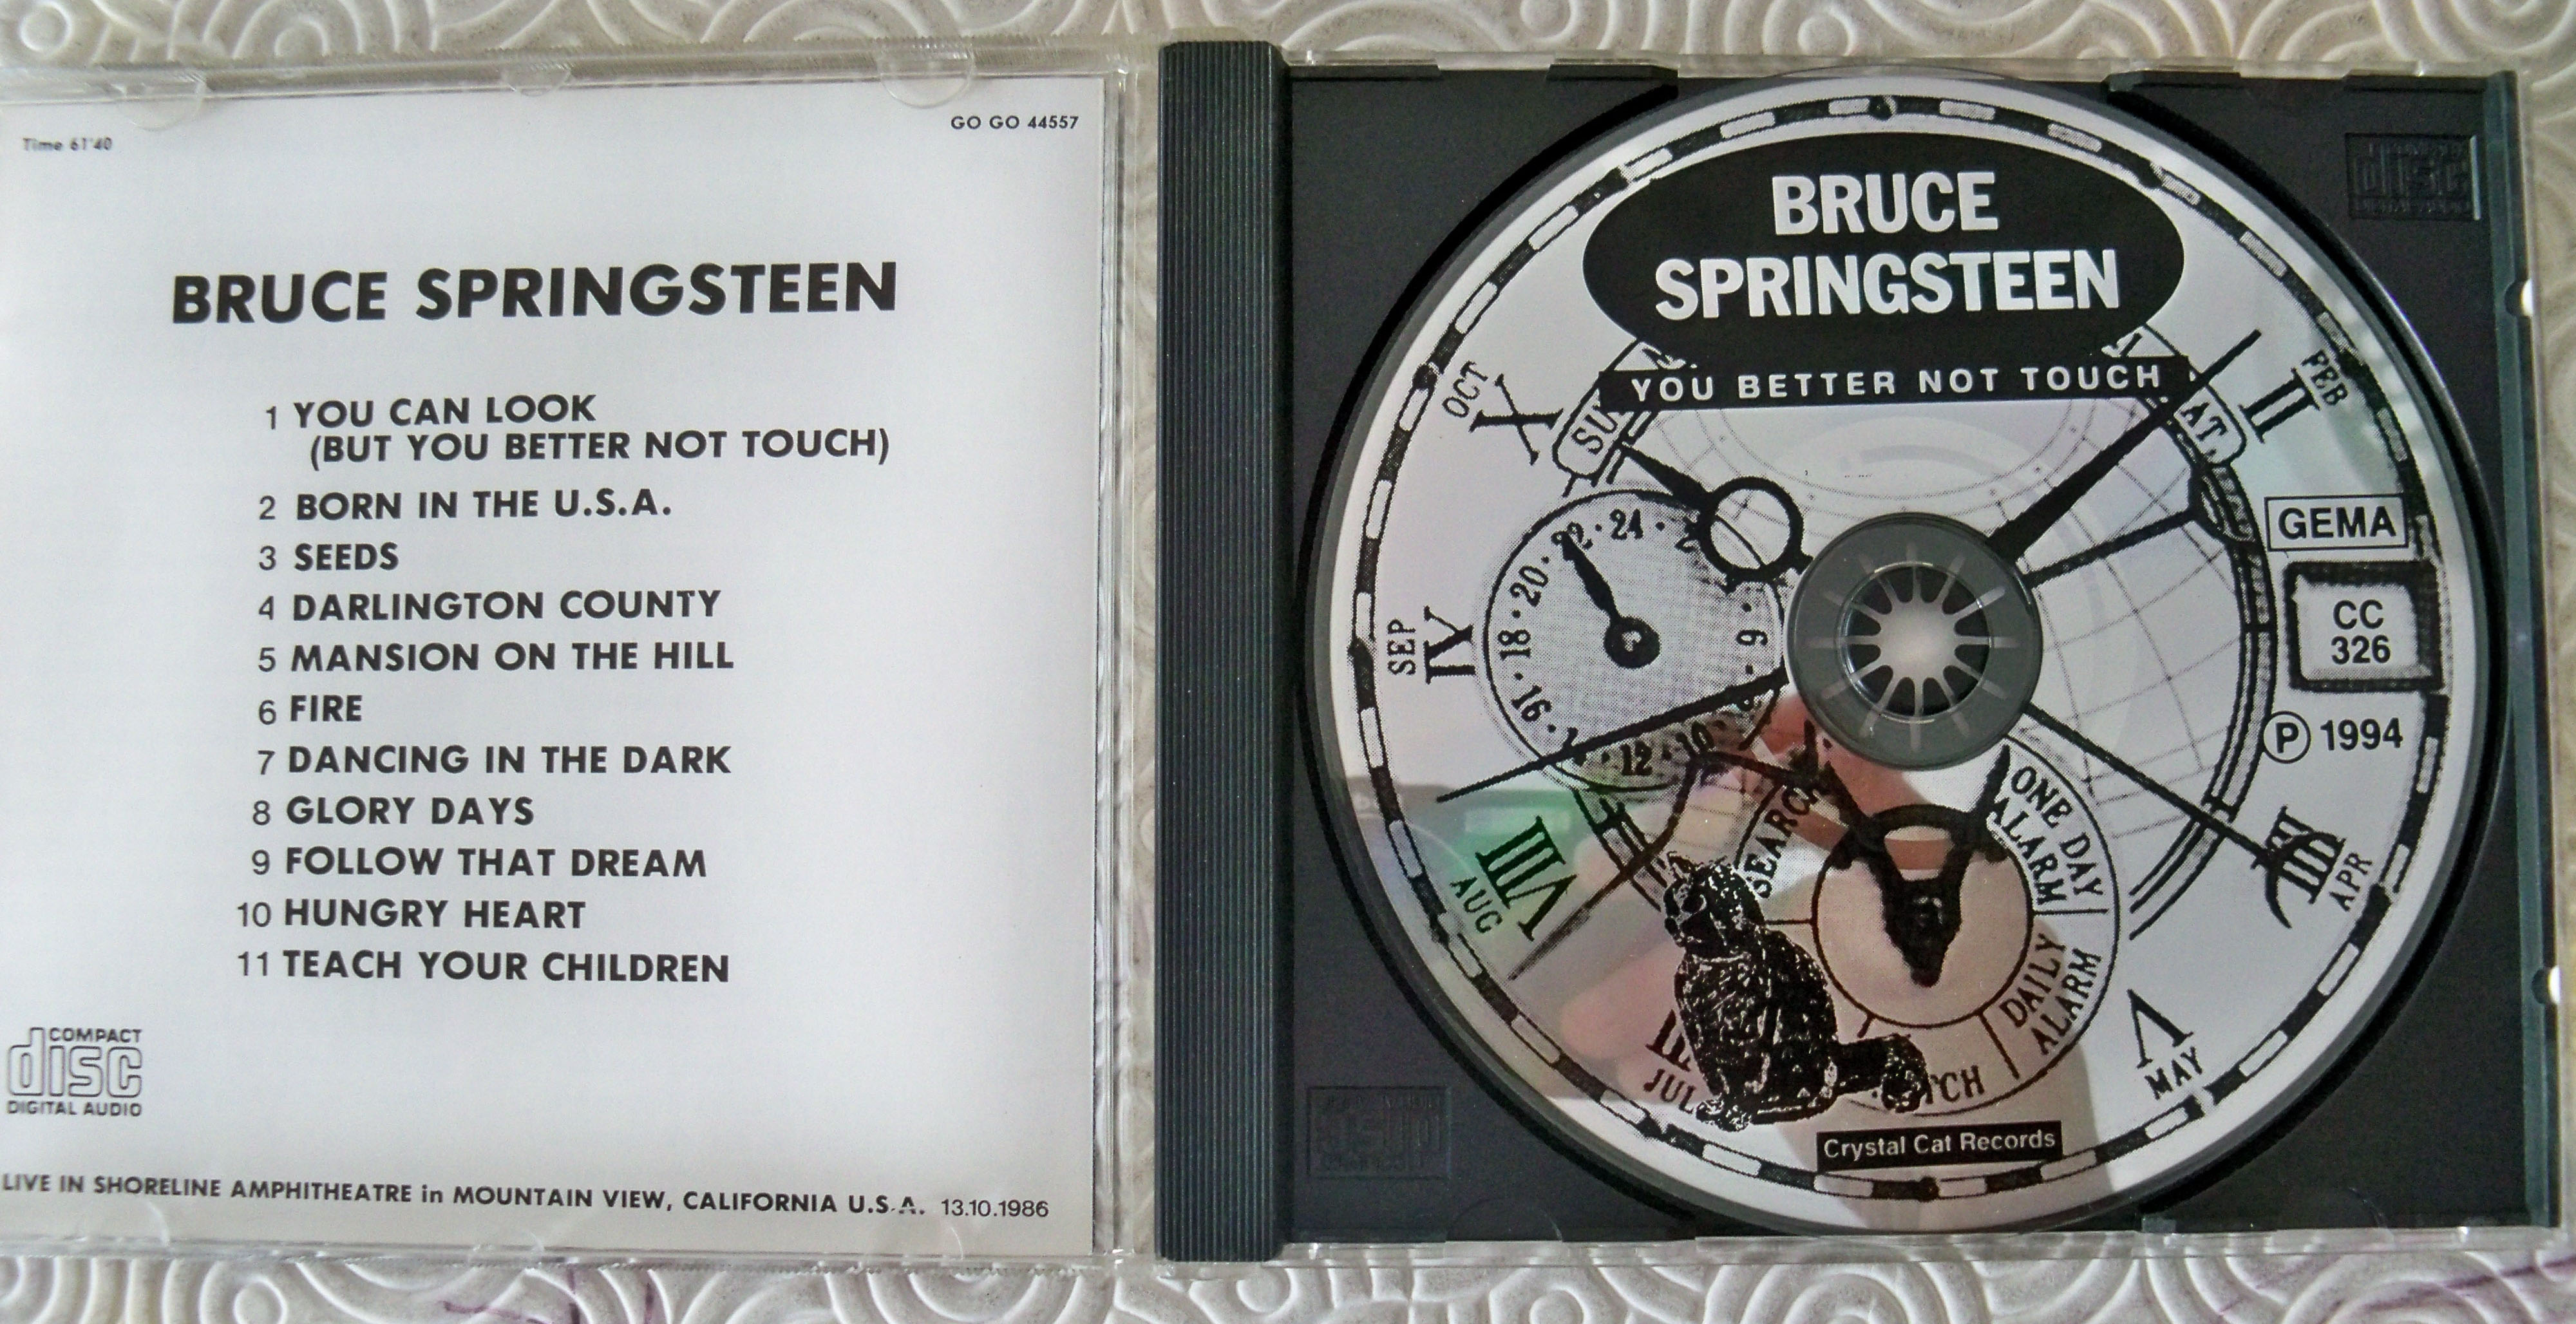 Time 61'40
GO GO 44557
BRUCE SPRINGSTEEN
1 YOU CAN LOOK
(BUT YOU BETTER NOT TOUCH)
2 BORN IN THE U.S.A.
3 SEEDS
4 DARLINGTON COUNTY
5 MANSION ON THE HILL
6 FIRE
7 DANCING IN THE DARK
8 GLORY DAYS
9 FOLLOW THAT DREAM
10 HUNGRY HEART
11 TEACH YOUR CHILDREN
COMPACT
disc
DIGITAL AUDIO
LIVE IN SHORELINE AMPHITHEATRE in MOUNTAIN VIEW, CALIFORNIA U.S.A. 13.10.1986
BRUCE
SPRINGSTEEN
YOU BETTER NOT TOUCH
OCT
X
FEB
II
AT.
GEMA
CC
326
℗ 1994
SEP
IV
24
20
18
16
12
10
9
VIII
AUG
SEARCH
ONE DAY
ALARM
DAILY
ALARM
APR
V
MAY
JUL
TCH
Crystal Cat Records
disc